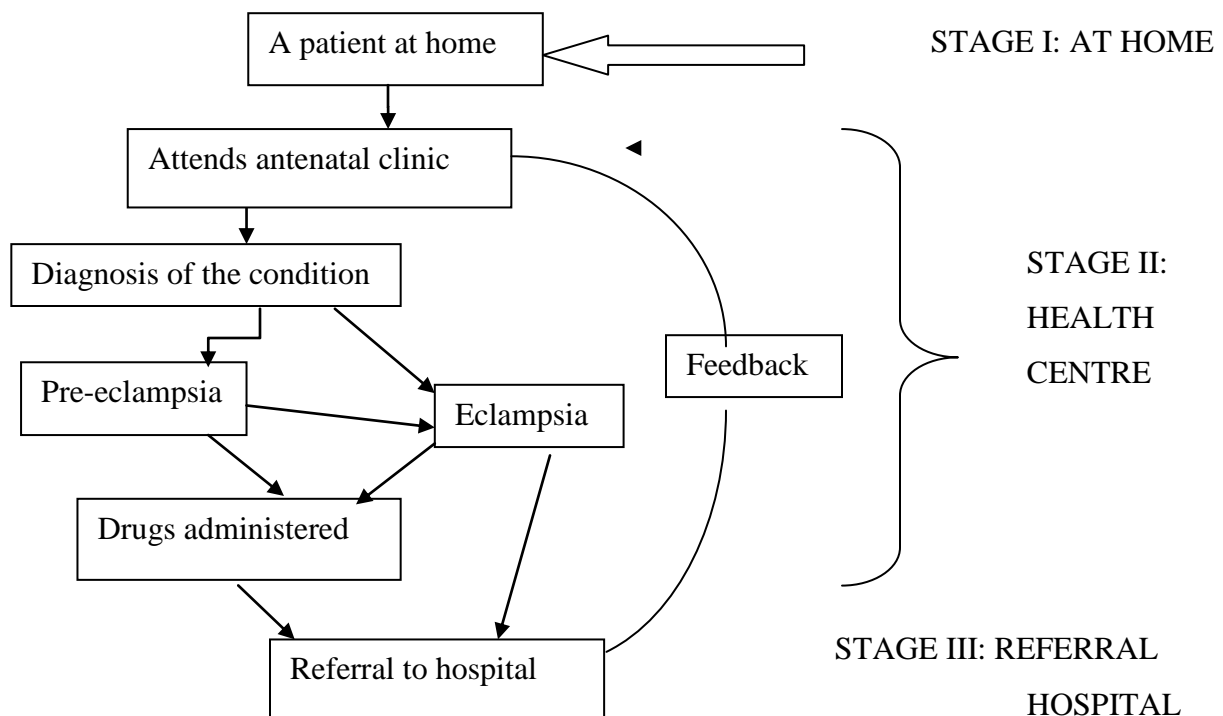 A patient at home
STAGE I: AT HOME
Attends antenatal clinic
Diagnosis of the condition
STAGE II:
HEALTH
CENTRE
Pre-eclampsia
Eclampsia
Feedback
Drugs administered
Referral to hospital
STAGE III: REFERRAL
HOSPITAL